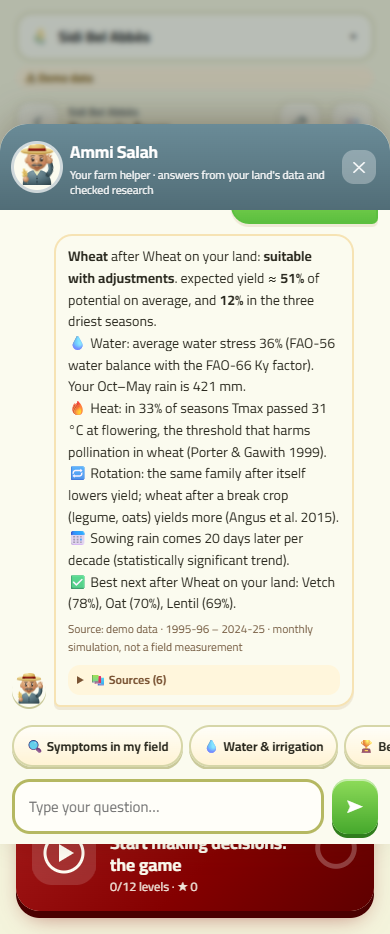 Sidi Bel Abbès
Demo data
Sidi Bel Abbès
Ammi Salah
Your farm helper · answers from your land's data and
checked research
Wheat after Wheat on your land: suitable
with adjustments. expected yield ≈ 51% of
potential on average, and 12% in the three
driest seasons.
💧 Water: average water stress 36% (FAO-56
water balance with the FAO-66 Ky factor).
Your Oct–May rain is 421 mm.
🔥 Heat: in 33% of seasons Tmax passed 31
°C at flowering, the threshold that harms
pollination in wheat (Porter & Gawith 1999).
🔁 Rotation: the same family after itself
lowers yield; wheat after a break crop
(legume, oats) yields more (Angus et al. 2015).
📅 Sowing rain comes 20 days later per
decade (statistically significant trend).
✅ Best next after Wheat on your land: Vetch
(78%), Oat (70%), Lentil (69%).
Source: demo data · 1995-96 – 2024-25 · monthly
simulation, not a field measurement
Sources (6)
Symptoms in my field
Water & irrigation
Be
Type your question...
Start making decisions:
the game
0/12 levels · ★ 0